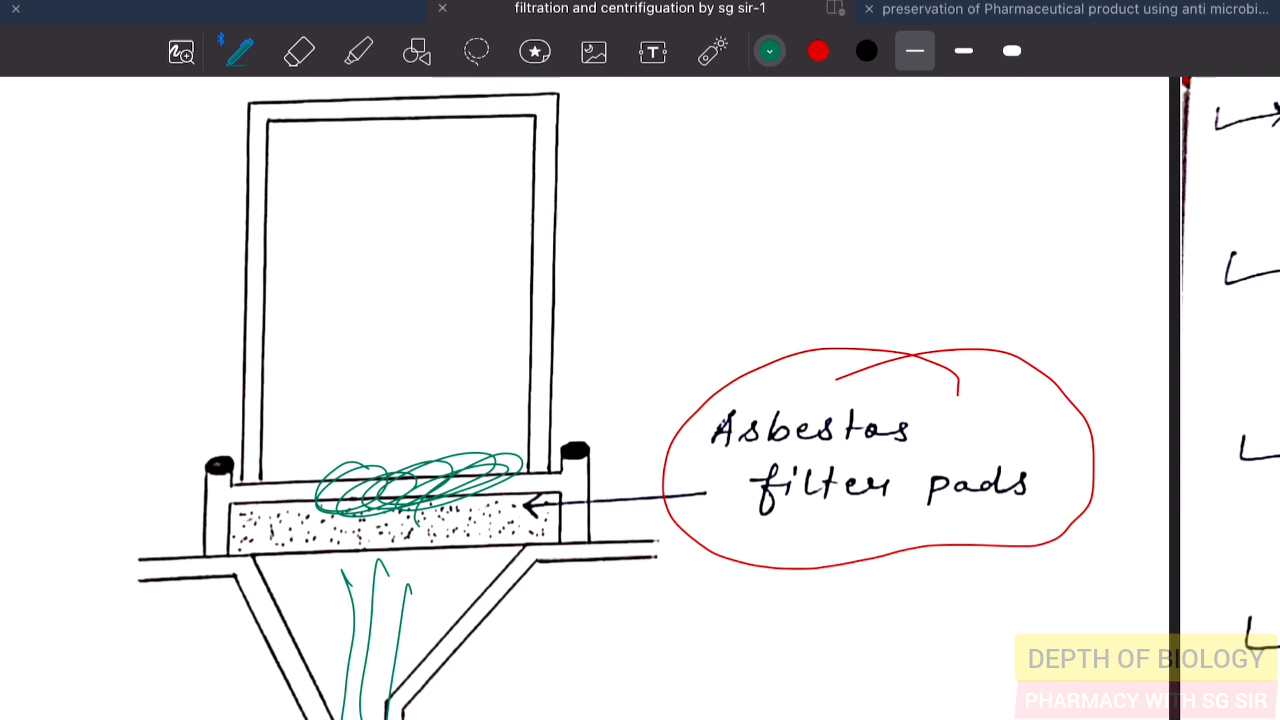 filtration and centrifiguation by sg sir-1
preservation of Pharmaceutical product using anti microbi...
Asbestos
filter pads
DEPTH OF BIOLOGY
PHARMACY WITH SG SIR